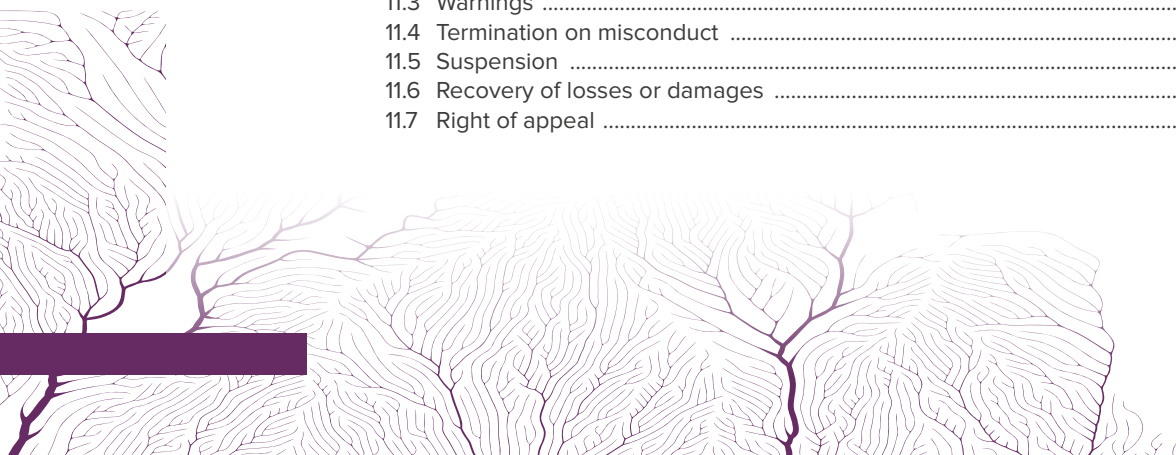 11.3 Warnings ................................................................................................
11.4 Termination on misconduct ................................................................................
11.5 Suspension ................................................................................................
11.6 Recovery of losses or damages ................................................................................
11.7 Right of appeal ................................................................................................